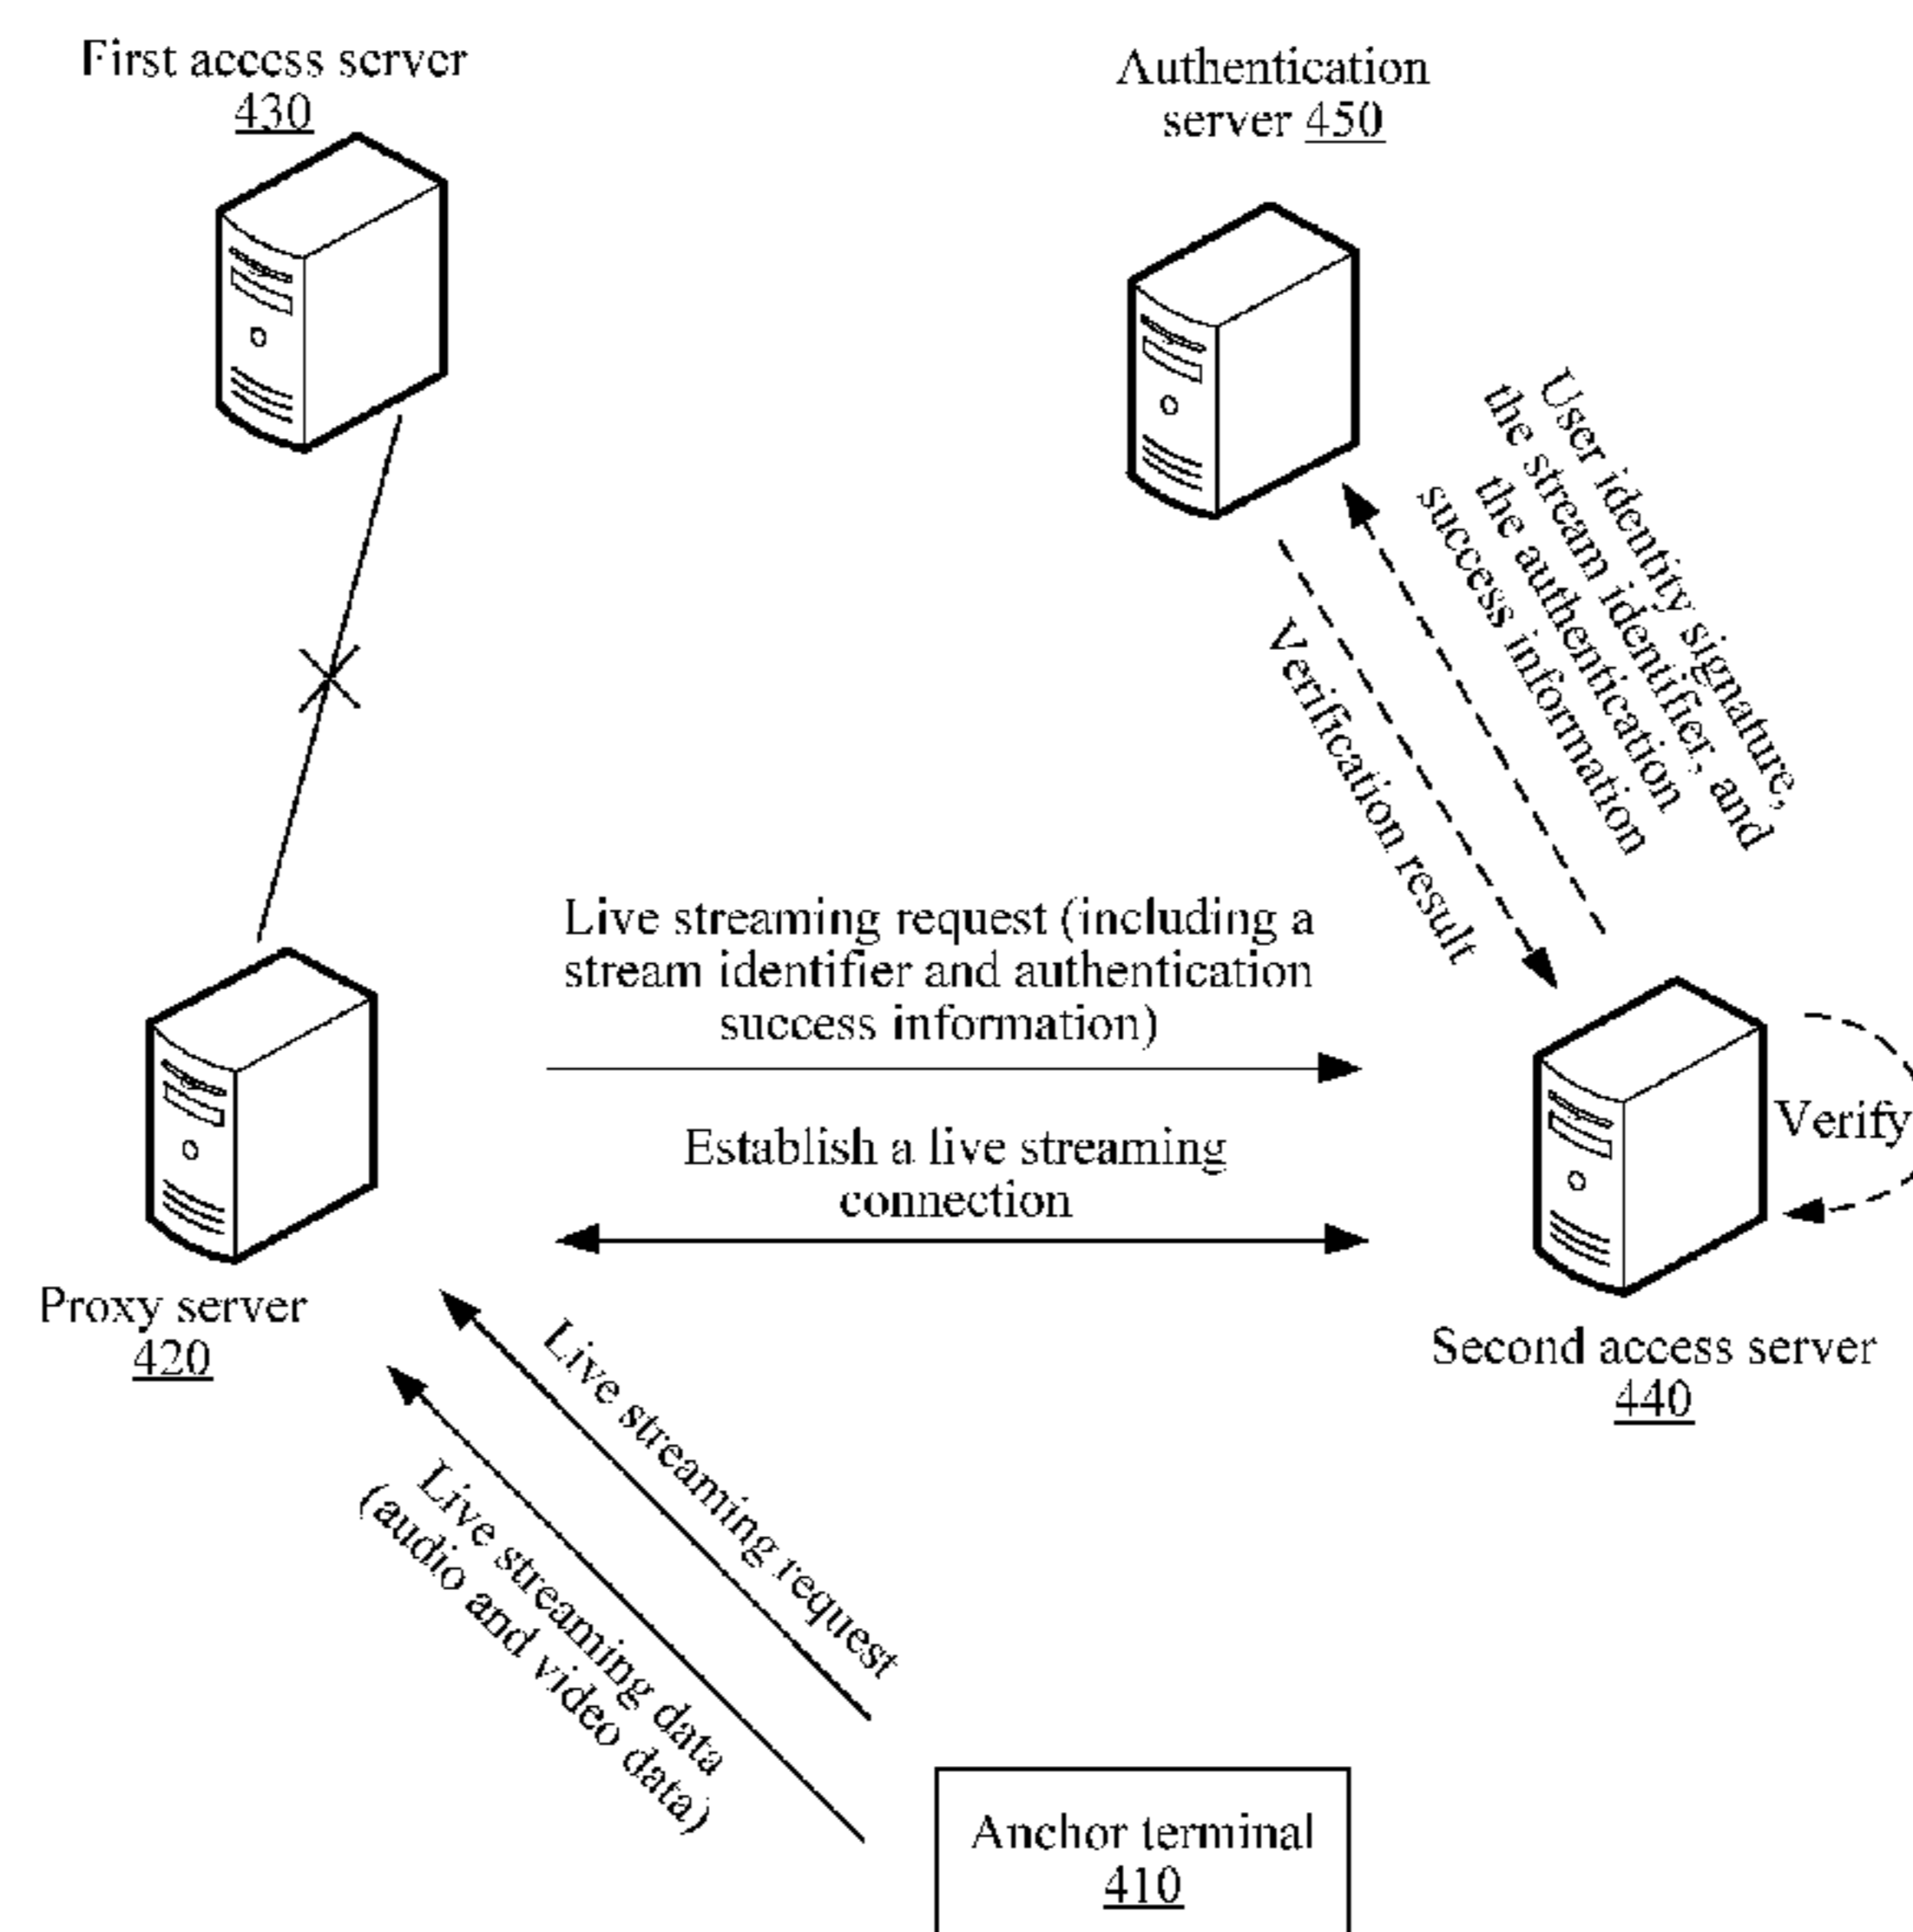 First access server
430
Authentication
server 450
User identity signature,
the stream identifier, and
the authentication
success information
Verification result
Live streaming request (including a
stream identifier and authentication
success information)
Verify
Establish a live streaming
connection
Proxy server
420
Second access server
440
Live streaming request
Live streaming data
(audio and video data)
Anchor terminal
410